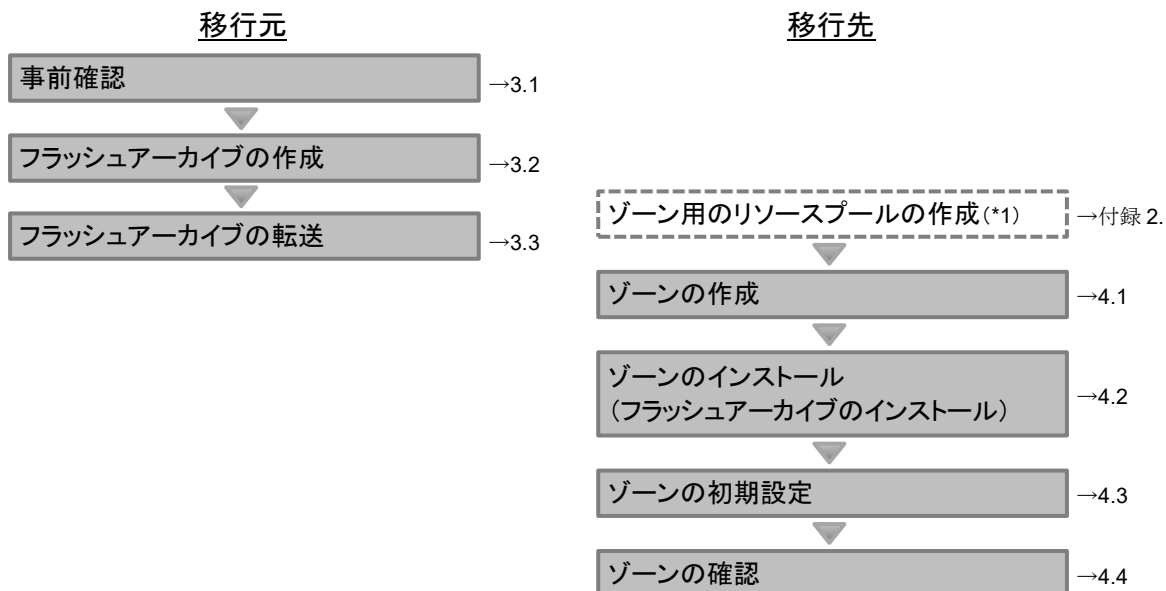 移行元
事前確認
→3.1
フラッシュアーカイブの作成
→3.2
フラッシュアーカイブの転送
→3.3
移行先
ゾーン用のリソースプールの作成(*1)
→付録 2.
ゾーンの作成
→4.1
ゾーンのインストール
(フラッシュアーカイブのインストール)
→4.2
ゾーンの初期設定
→4.3
ゾーンの確認
→4.4